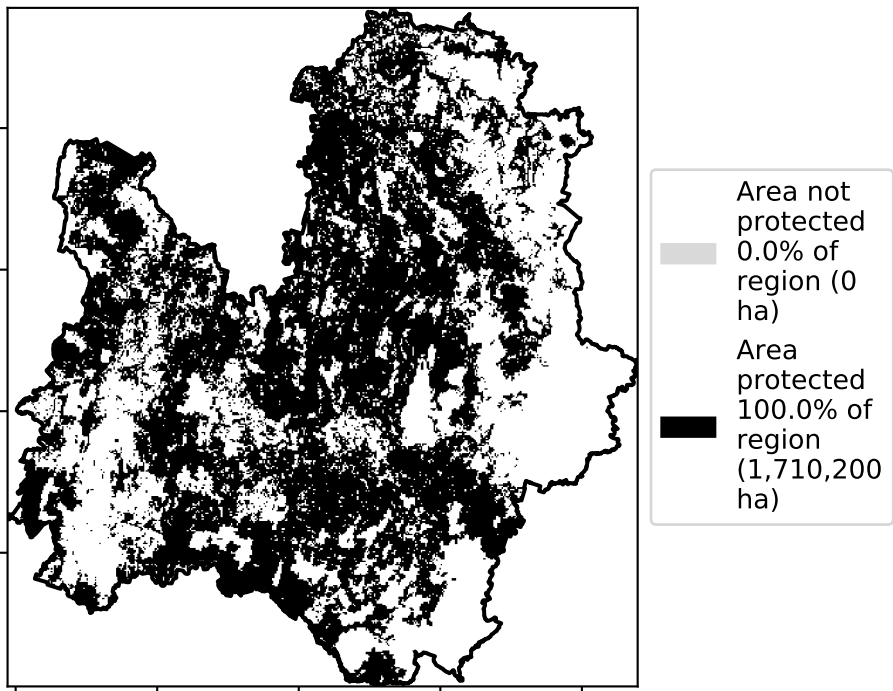 Area not
protected
0.0% of
region (0
ha)
Area
protected
100.0% of
region
(1,710,200
ha)